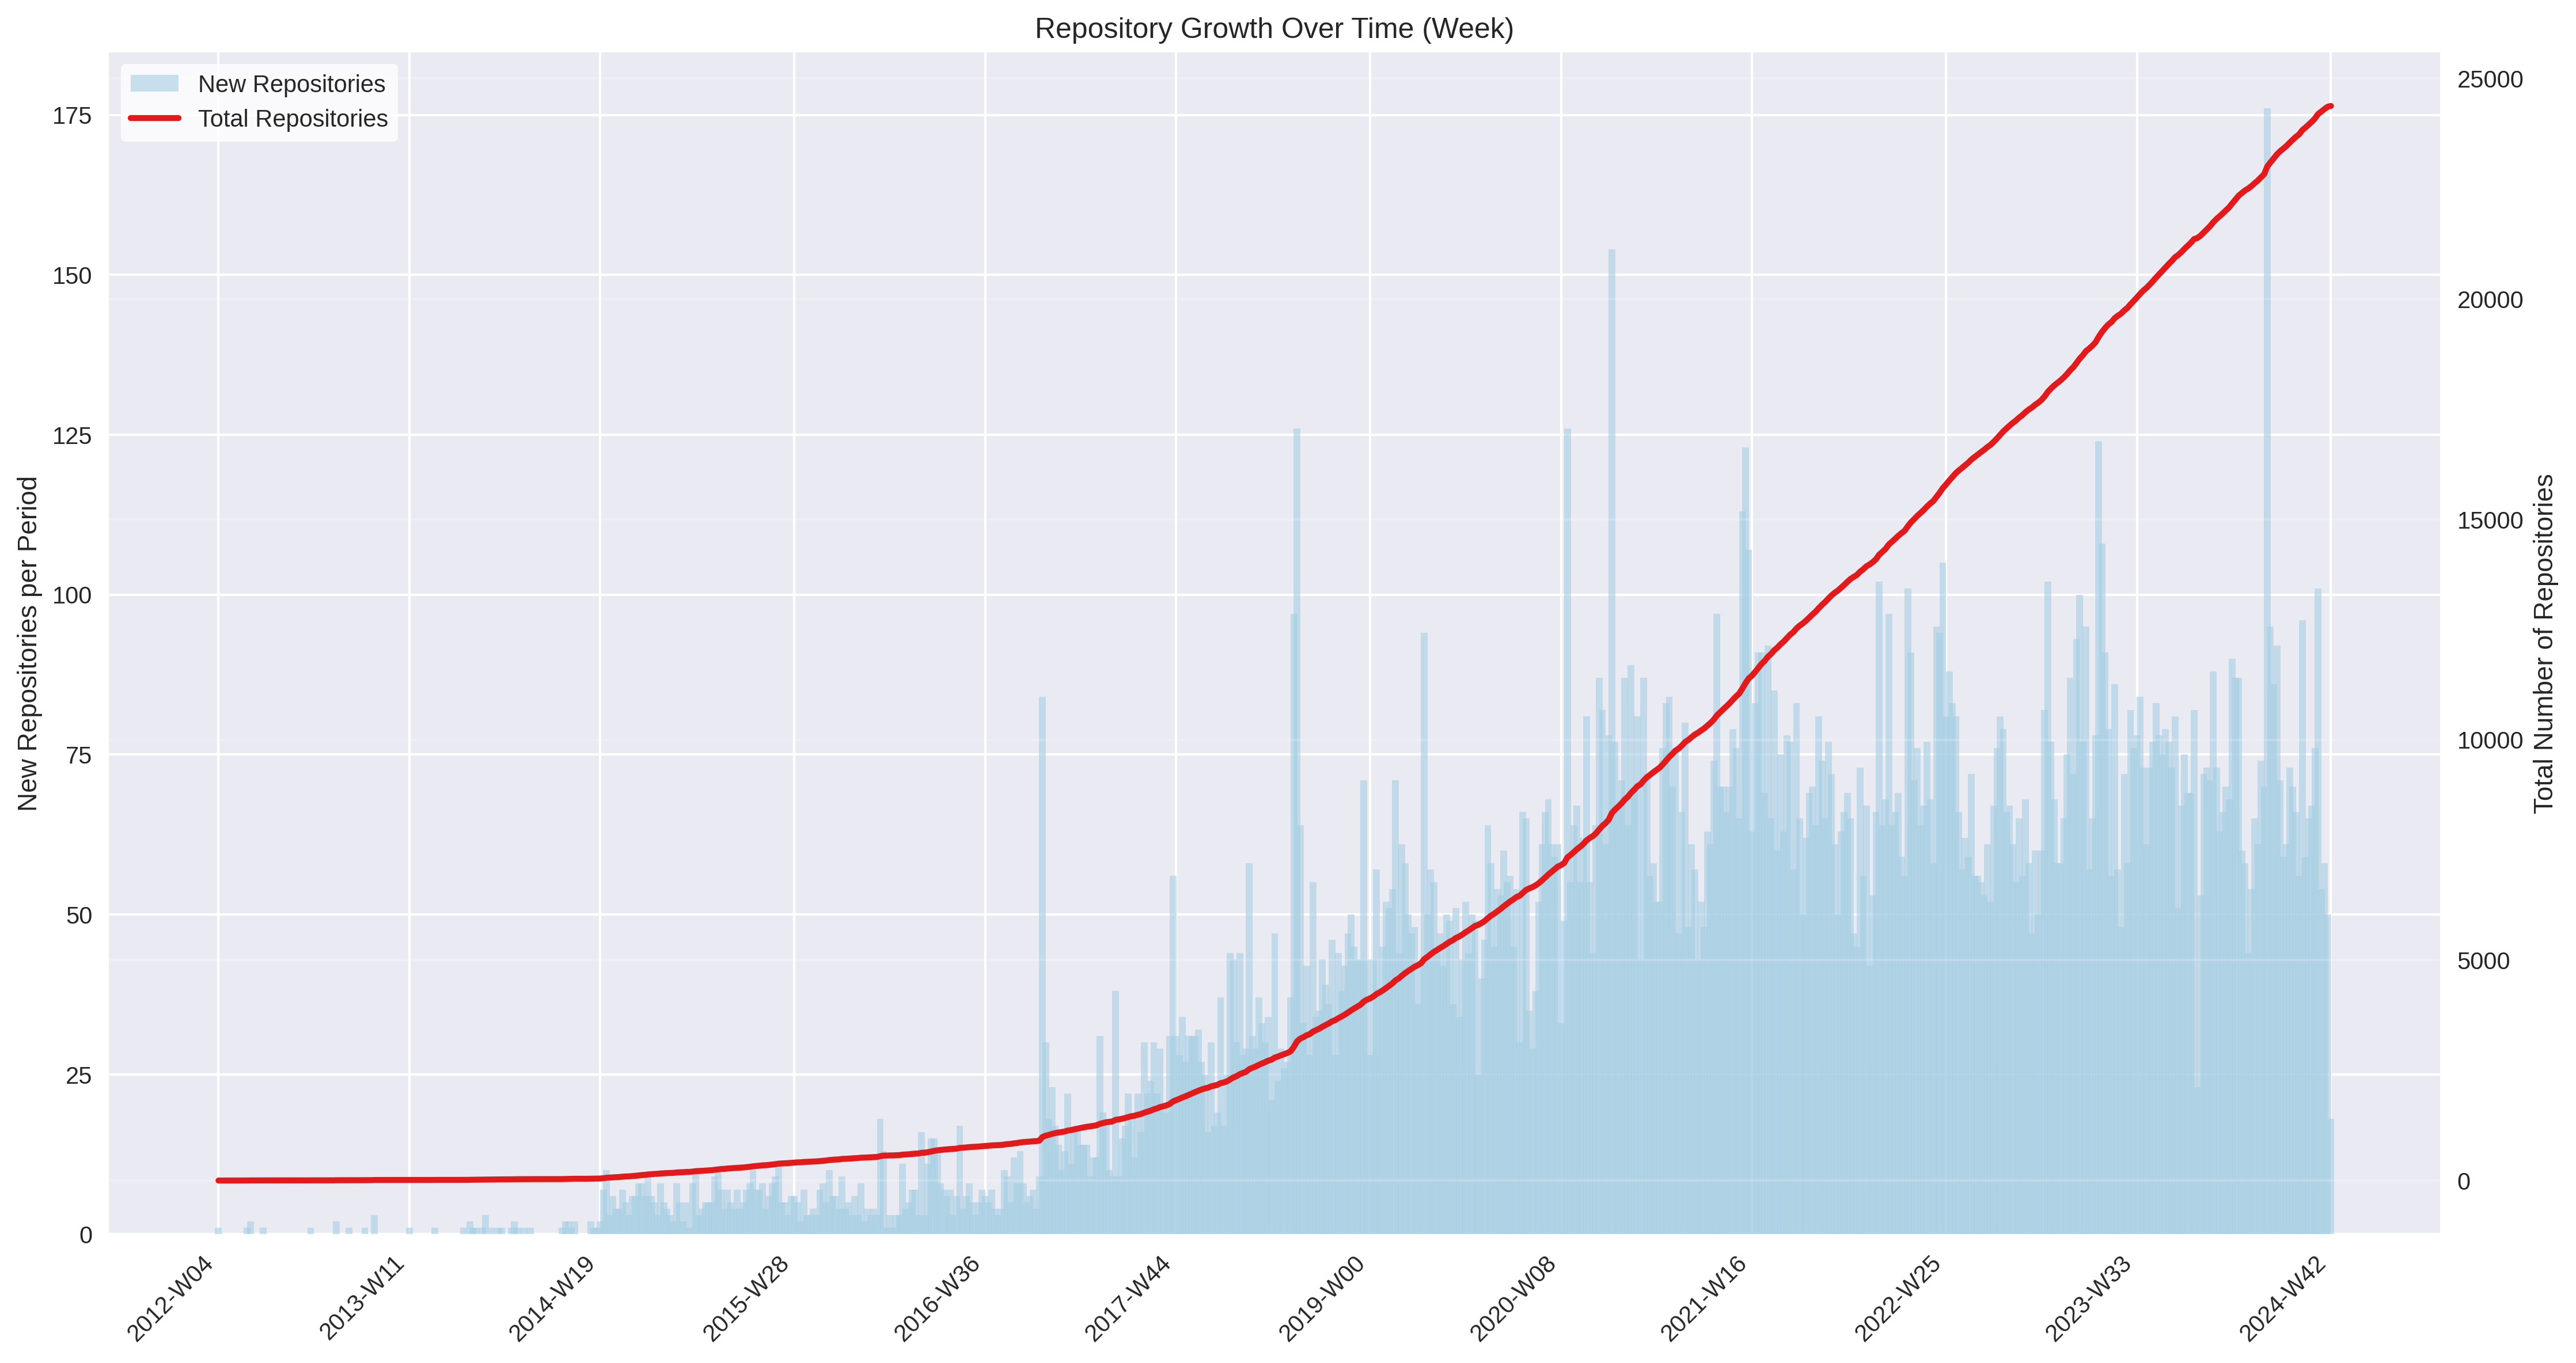 Repository Growth Over Time (Week)
New Repositories
Total Repositories
New Repositories per Period
175
150
125
100
75
50
25
0
25000
20000
15000
10000
5000
0
Total Number of Repositories
2012-W04
2013-W11
2014-W19
2015-W28
2016-W36
2017-W44
2019-W00
2020-W08
2021-W16
2022-W25
2023-W33
2024-W42